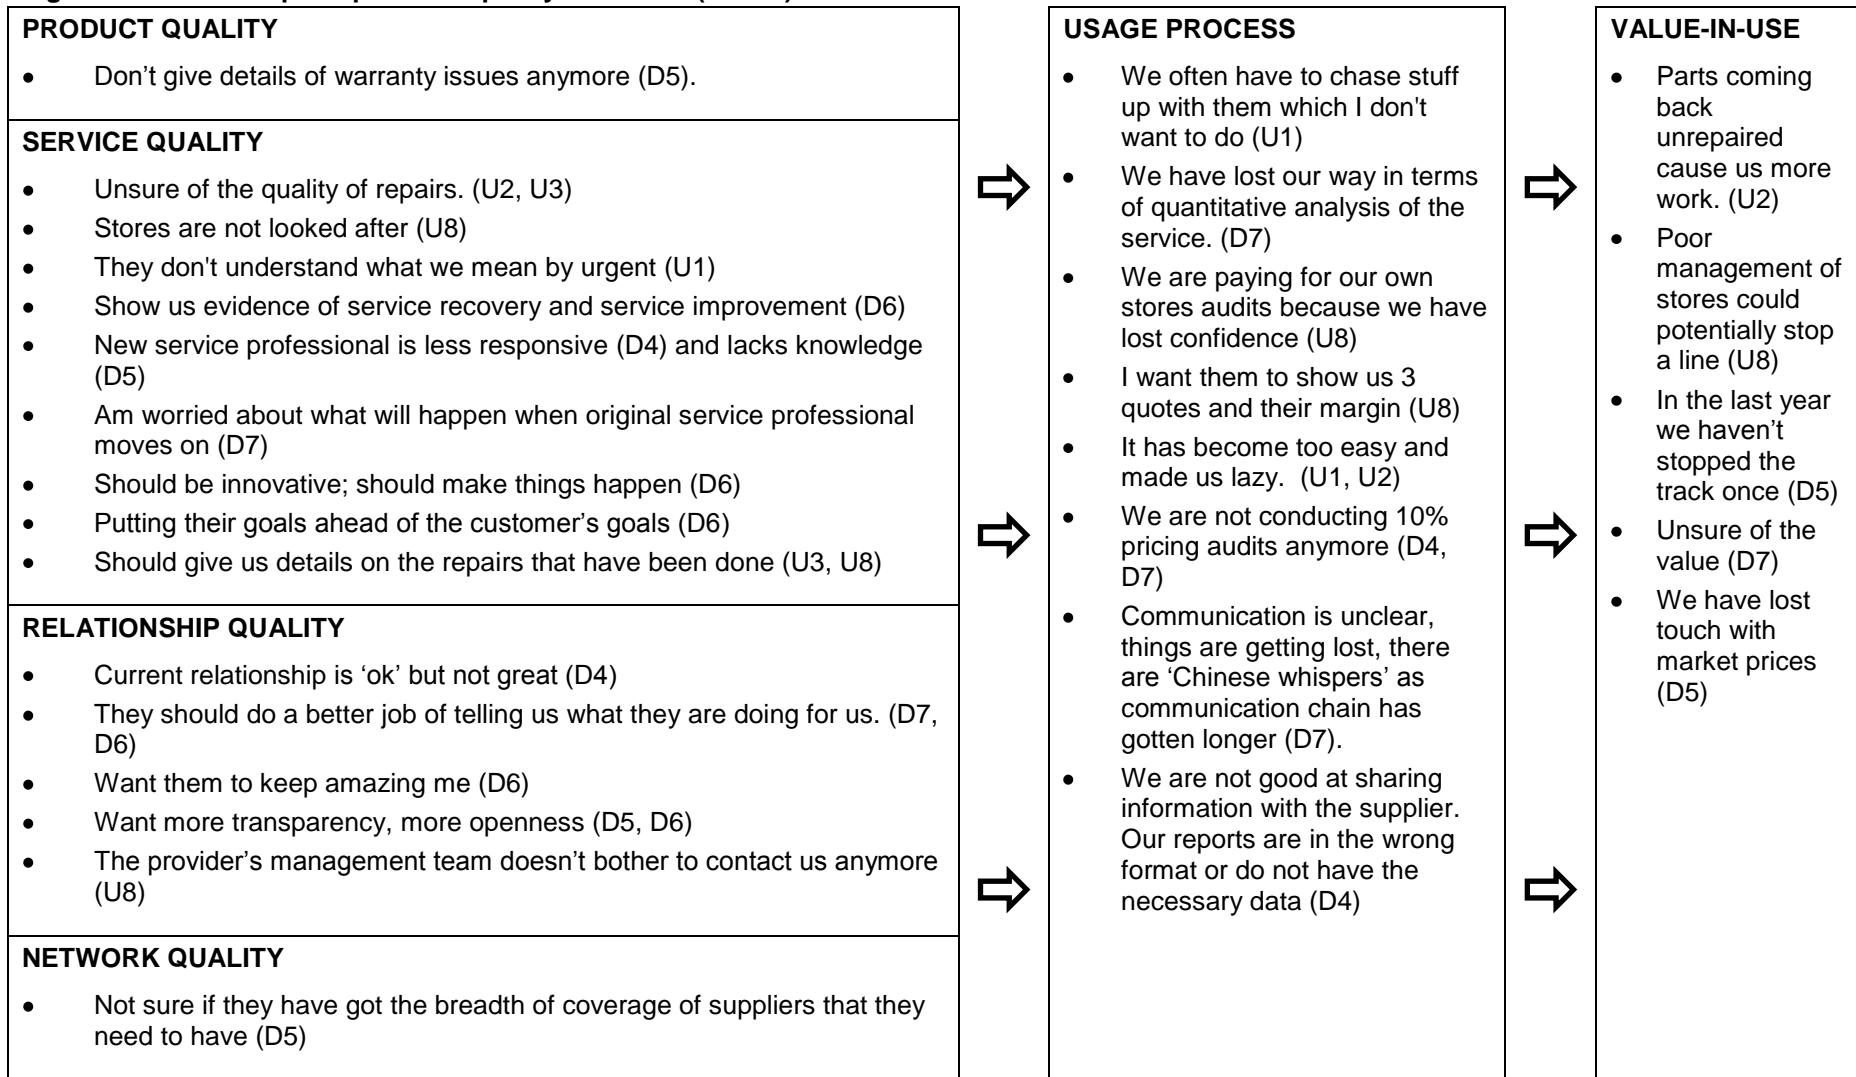 PRODUCT QUALITY
• Don’t give details of warranty issues anymore (D5).
SERVICE QUALITY
• Unsure of the quality of repairs. (U2, U3)
• Stores are not looked after (U8)
• They don't understand what we mean by urgent (U1)
• Show us evidence of service recovery and service improvement (D6)
• New service professional is less responsive (D4) and lacks knowledge
(D5)
• Am worried about what will happen when original service professional
moves on (D7)
• Should be innovative; should make things happen (D6)
• Putting their goals ahead of the customer’s goals (D6)
• Should give us details on the repairs that have been done (U3, U8)
RELATIONSHIP QUALITY
• Current relationship is ‘ok’ but not great (D4)
• They should do a better job of telling us what they are doing for us. (D7,
D6)
• Want them to keep amazing me (D6)
• Want more transparency, more openness (D5, D6)
• The provider’s management team doesn’t bother to contact us anymore
(U8)
NETWORK QUALITY
• Not sure if they have got the breadth of coverage of suppliers that they
need to have (D5)
USAGE PROCESS
• We often have to chase stuff
up with them which I don't
want to do (U1)
• We have lost our way in terms
of quantitative analysis of the
service. (D7)
• We are paying for our own
stores audits because we have
lost confidence (U8)
• I want them to show us 3
quotes and their margin (U8)
• It has become too easy and
made us lazy. (U1, U2)
• We are not conducting 10%
pricing audits anymore (D4,
D7)
• Communication is unclear,
things are getting lost, there
are ‘Chinese whispers’ as
communication chain has
gotten longer (D7).
• We are not good at sharing
information with the supplier.
Our reports are in the wrong
format or do not have the
necessary data (D4)
VALUE-IN-USE
• Parts coming
back
unrepaired
cause us more
work. (U2)
• Poor
management of
stores could
potentially stop
a line (U8)
• In the last year
we haven’t
stopped the
track once (D5)
• Unsure of the
value (D7)
• We have lost
touch with
market prices
(D5)